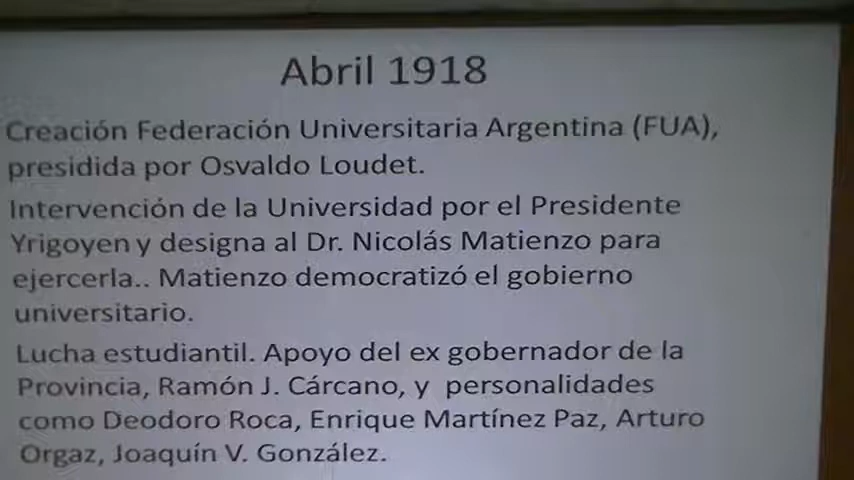 Abril 1918
Creación Federación Universitaria Argentina (FUA),
presidida por Osvaldo Loudet.
Intervención de la Universidad por el Presidente
Yrigoyen y designa al Dr. Nicolás Matienzo para
ejercerla.. Matienzo democratizó el gobierno
universitario.
Lucha estudiantil. Apoyo del ex gobernador de la
Provincia, Ramón J. Cárcano, y personalidades
como Deodoro Roca, Enrique Martínez Paz, Arturo
Orgaz, Joaquín V. González.